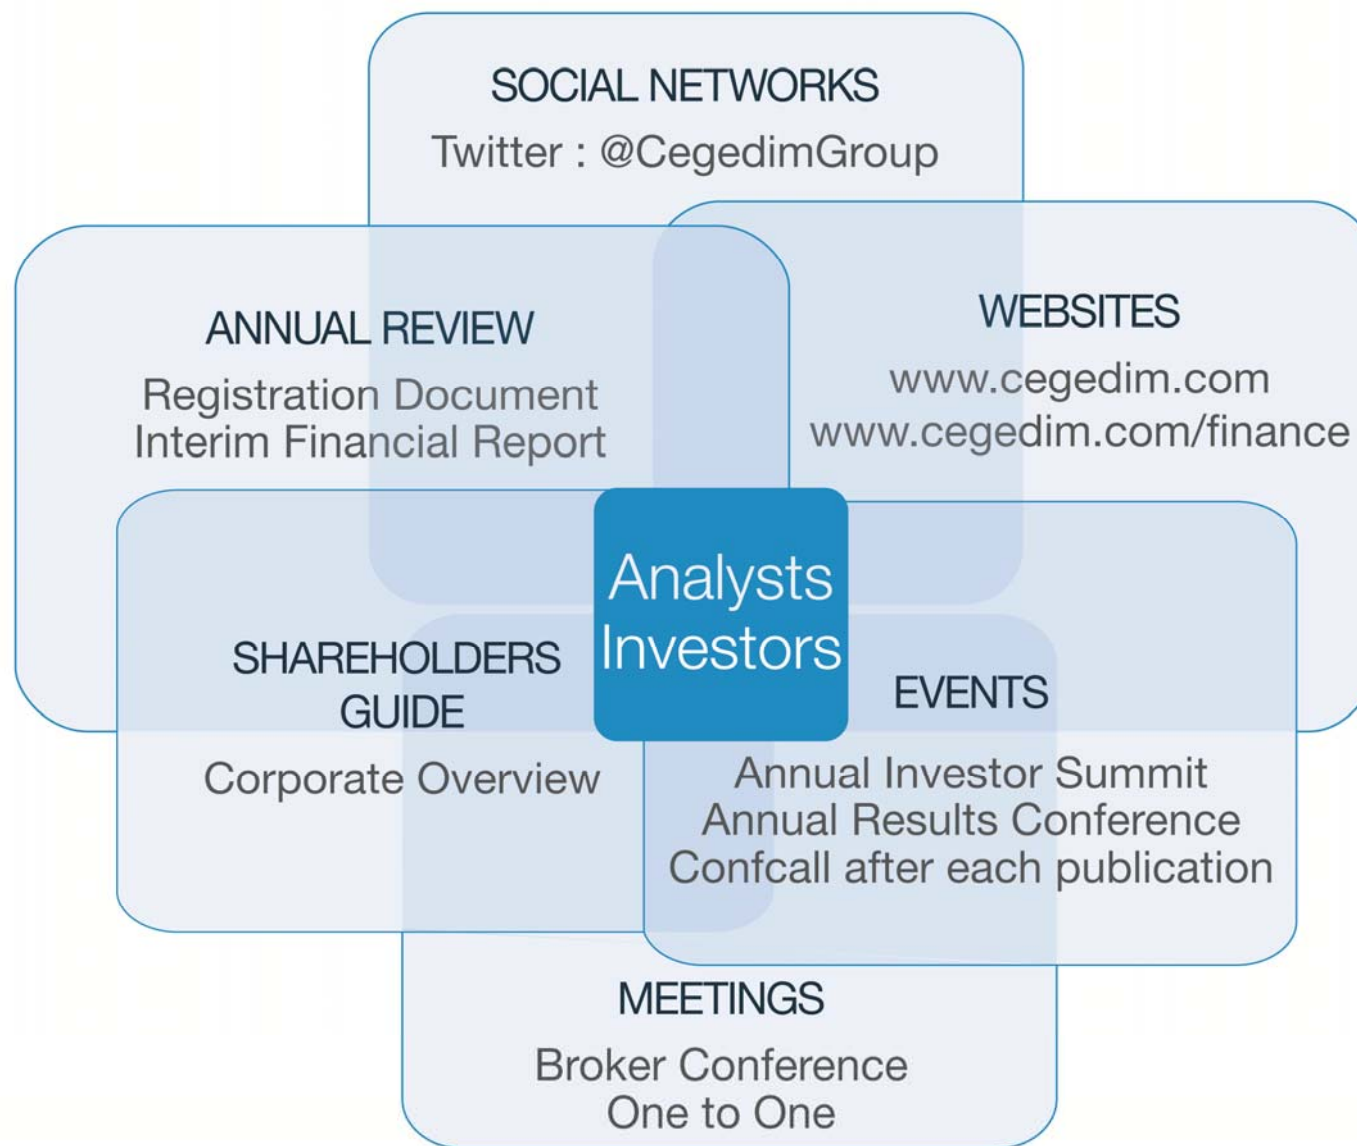 SOCIAL NETWORKS
Twitter : @CegedimGroup
ANNUAL REVIEW
Registration Document
Interim Financial Report
WEBSITES
www.cegedim.com
www.cegedim.com/finance
Analysts
Investors
SHAREHOLDERS
GUIDE
Corporate Overview
EVENTS
Annual Investor Summit
Annual Results Conference
Confcall after each publication
MEETINGS
Broker Conference
One to One